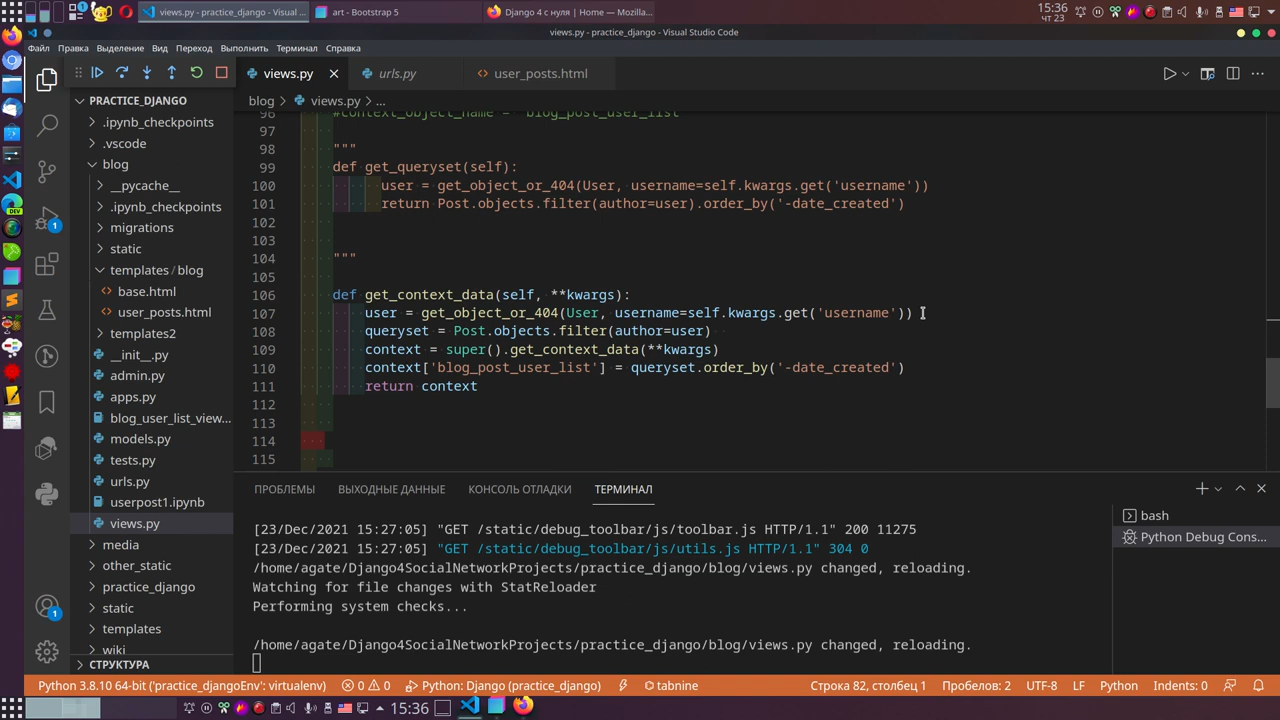 views.py - practice_django - Visual ...
art - Bootstrap 5
Django 4 с нуля | Home — Mozilla...
15:36
чт 23
views.py - practice_django - Visual Studio Code
Файл Правка Выделение Вид Переход Выполнить Терминал Справка
views.py
urls.py
user_posts.html
PRACTICE_DJANGO
blog > views.py > ...
.ipynb_checkpoints
.vscode
blog
__pycache__
.ipynb_checkpoints
migrations
static
templates/blog
base.html
user_posts.html
templates2
__init__.py
admin.py
apps.py
blog_user_list_view...
models.py
tests.py
urls.py
userpost1.ipynb
views.py
media
other_static
practice_django
static
templates
wiki
СТРУКТУРА
1
1
DEV
96 #context_object_name = 'blog_post_user_list'
97
98 """
99 def get_queryset(self):
100 user = get_object_or_404(User, username=self.kwargs.get('username'))
101 return Post.objects.filter(author=user).order_by('-date_created')
102
103
104 """
105
106 def get_context_data(self, **kwargs):
107 user = get_object_or_404(User, username=self.kwargs.get('username'))
108 queryset = Post.objects.filter(author=user)
109 context = super().get_context_data(**kwargs)
110 context['blog_post_user_list'] = queryset.order_by('-date_created')
111 return context
112
113
114
115
ПРОБЛЕМЫ ВЫХОДНЫЕ ДАННЫЕ КОНСОЛЬ ОТЛАДКИ ТЕРМИНАЛ
[23/Dec/2021 15:27:05] "GET /static/debug_toolbar/js/toolbar.js HTTP/1.1" 200 11275
[23/Dec/2021 15:27:05] "GET /static/debug_toolbar/js/utils.js HTTP/1.1" 304 0
/home/agate/Django4SocialNetworkProjects/practice_django/blog/views.py changed, reloading.
Watching for file changes with StatReloader
Performing system checks...
/home/agate/Django4SocialNetworkProjects/practice_django/blog/views.py changed, reloading.
bash
Python Debug Cons...
Python 3.8.10 64-bit ('practice_djangoEnv': virtualenv) 0 0 Python: Django (practice_django) tabnine Строка 82, столбец 1 Пробелов: 2 UTF-8 LF Python Indents: 0
15:36